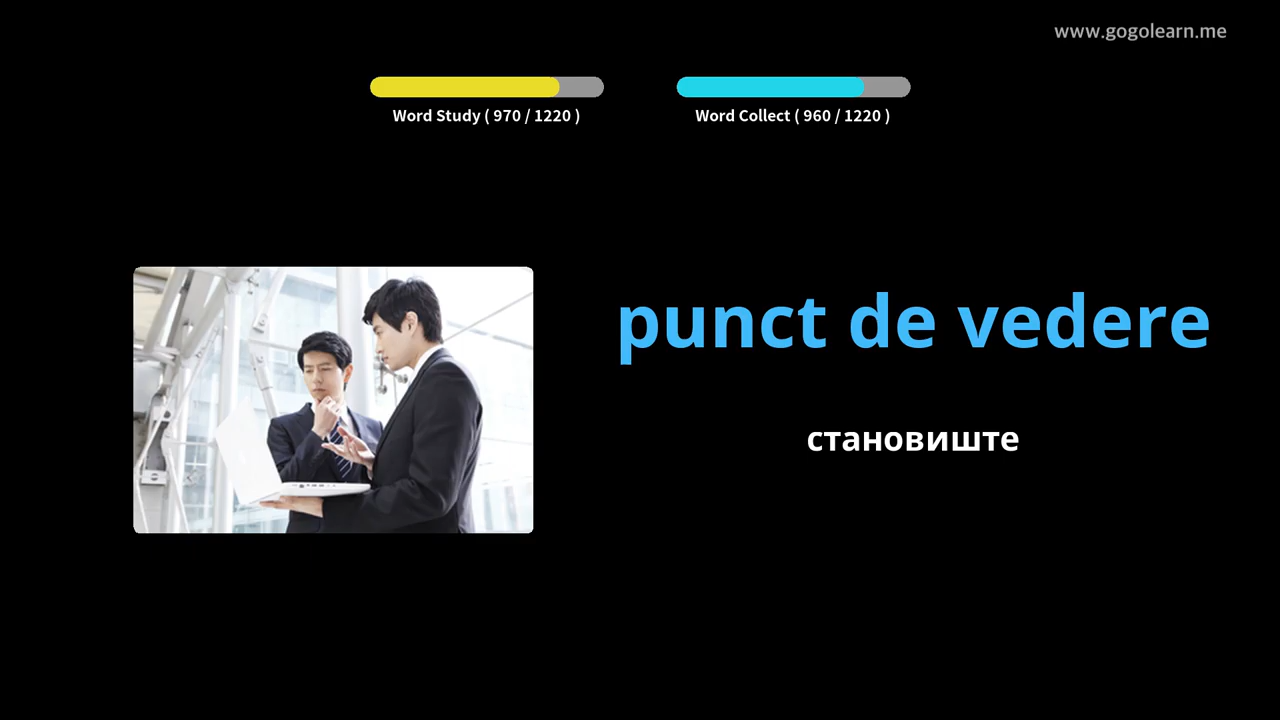 www.gogolearn.me
Word Study ( 970 / 1220 )
Word Collect ( 960 / 1220 )
punct de vedere
становиште